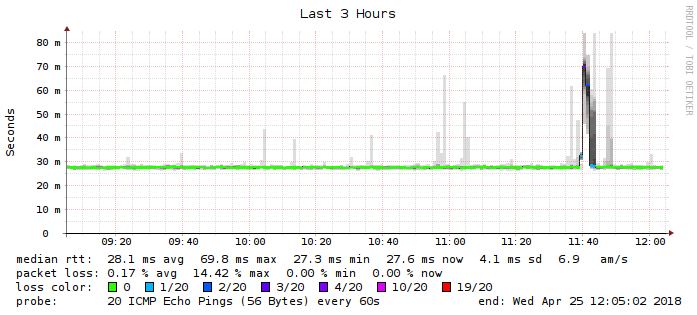 Last 3 Hours
RRDTOOL / TOBI OETIKER
Seconds
80 m
70 m
60 m
50 m
40 m
30 m
20 m
10 m
0
09:20 09:40 10:00 10:20 10:40 11:00 11:20 11:40 12:00
median rtt: 28.1 ms avg 69.8 ms max 27.3 ms min 27.6 ms now 4.1 ms sd 6.9 am/s
packet loss: 0.17 % avg 14.42 % max 0.00 % min 0.00 % now
loss color: 0 1/20 2/20 3/20 4/20 10/20 19/20
probe: 20 ICMP Echo Pings (56 Bytes) every 60s end: Wed Apr 25 12:05:02 2018